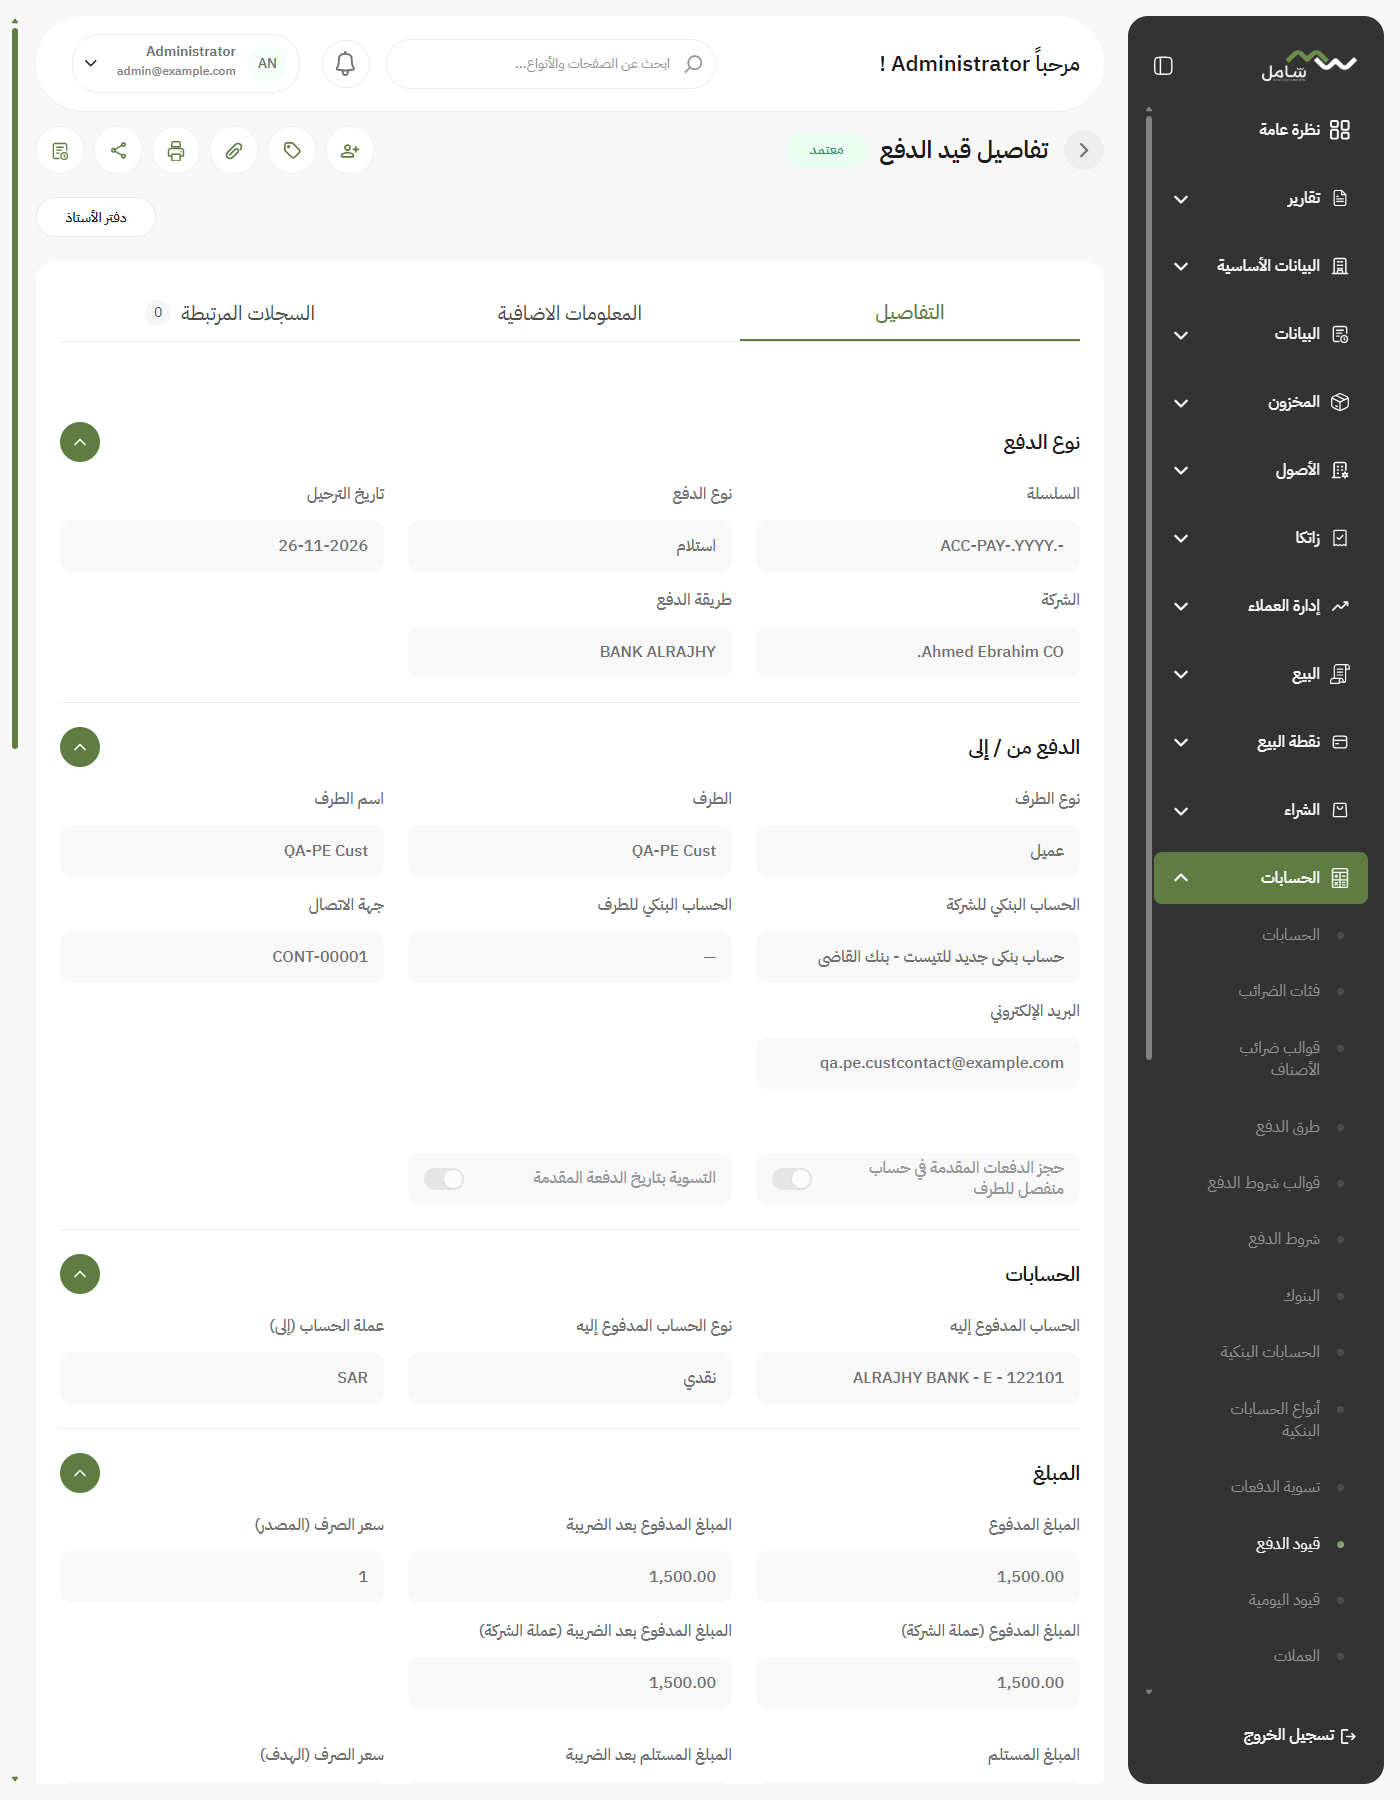 شامل
نظرة عامة
تقارير
البيانات الأساسية
البيانات
المخزون
الأصول
زاتكا
إدارة العملاء
البيع
نقطة البيع
الشراء
الحسابات
الحسابات
فئات الضرائب
قوالب ضرائب
الأصناف
طرق الدفع
قوالب شروط الدفع
شروط الدفع
البنوك
الحسابات البنكية
أنواع الحسابات
البنكية
تسوية الدفعات
قيود الدفع
قيود اليومية
العملات
تسجيل الخروج
مرحباً Administrator !
ابحث عن الصفحات والأنواع...
AN
Administrator
admin@example.com
تفاصيل قيد الدفع
معتمد
دفتر الأستاذ
التفاصيل
المعلومات الاضافية
السجلات المرتبطة 0
نوع الدفع
السلسلة نوع الدفع تاريخ الترحيل
ACC-PAY-.YYYY.- استلام 26-11-2026
الشركة طريقة الدفع
Ahmed Ebrahim CO. BANK ALRAJHY
الدفع من / إلى
نوع الطرف الطرف اسم الطرف
عميل QA-PE Cust QA-PE Cust
الحساب البنكي للشركة الحساب البنكي للطرف جهة الاتصال
حساب بنكى جديد للتيست - بنك القاضى — CONT-00001
البريد الإلكتروني
qa.pe.custcontact@example.com
حجز الدفعات المقدمة في حساب
منفصل للطرف
التسوية بتاريخ الدفعة المقدمة
الحسابات
الحساب المدفوع إليه نوع الحساب المدفوع إليه عملة الحساب (إلى)
ALRAJHY BANK - E - 122101 نقدي SAR
المبلغ
المبلغ المدفوع المبلغ المدفوع بعد الضريبة سعر الصرف (المصدر)
1,500.00 1,500.00 1
المبلغ المدفوع (عملة الشركة) المبلغ المدفوع بعد الضريبة (عملة الشركة)
1,500.00 1,500.00
المبلغ المستلم المبلغ المستلم بعد الضريبة سعر الصرف (الهدف)